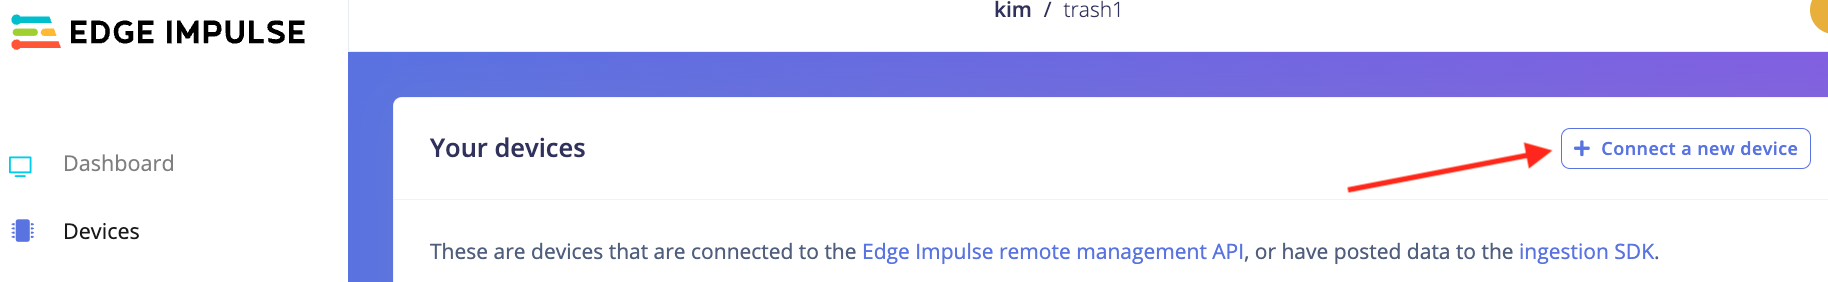 EDGE IMPULSE
kim / trash1
Dashboard
Devices
Your devices
+ Connect a new device
These are devices that are connected to the Edge Impulse remote management API, or have posted data to the ingestion SDK.